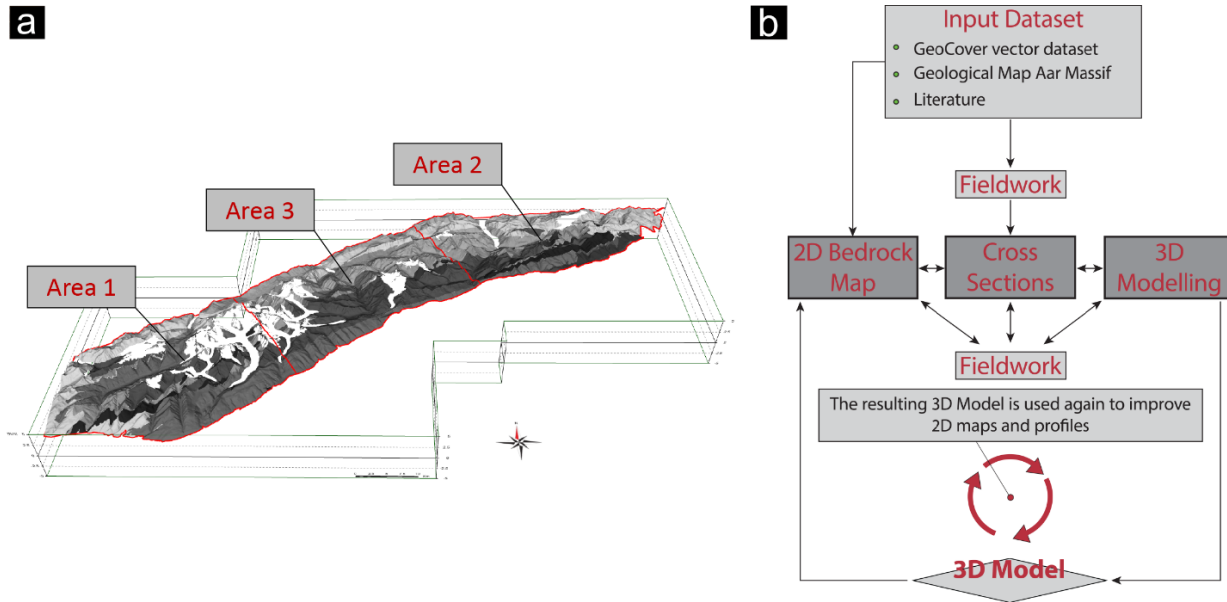 a
Area 1
Area 3
Area 2
b
Input Dataset
GeoCover vector dataset
Geological Map Aar Massif
Literature
Fieldwork
2D Bedrock
Map
Cross
Sections
3D
Modelling
Fieldwork
The resulting 3D Model is used again to improve
2D maps and profiles
3D Model